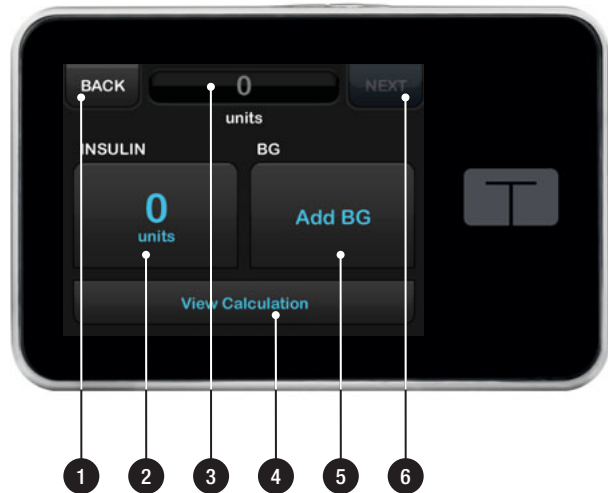 BACK 0 NEXT
units
INSULIN BG
0 Add BG
units
View Calculation
1 2 3 4 5 6